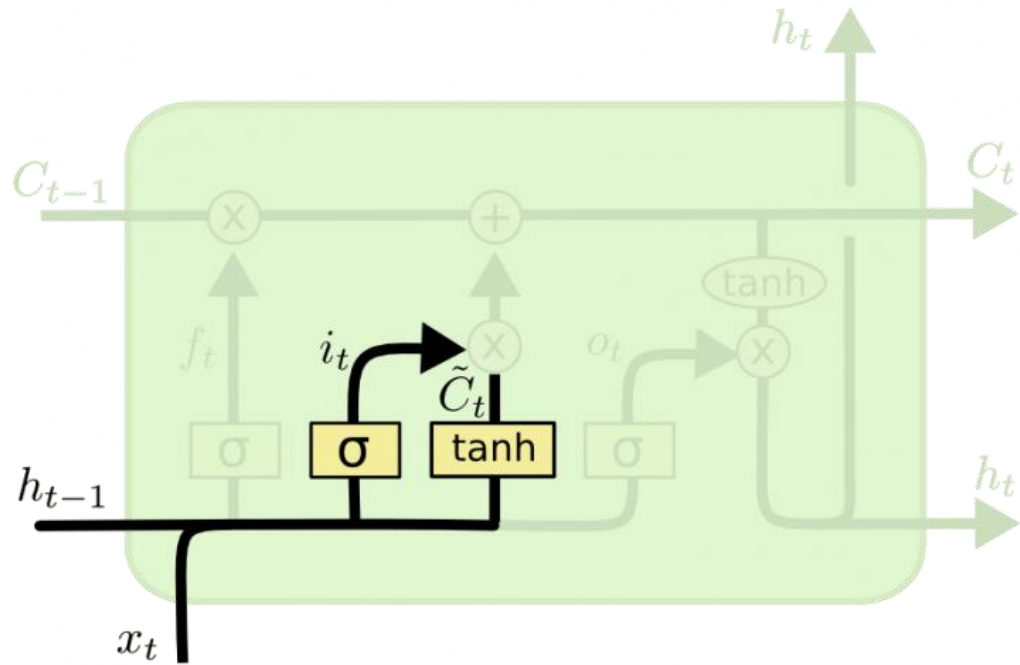 h_t
C_{t-1}
C_t
x
+
tanh
f_t
i_t
x
o_t
x
C̃_t
σ
σ
tanh
σ
h_{t-1}
h_t
x_t